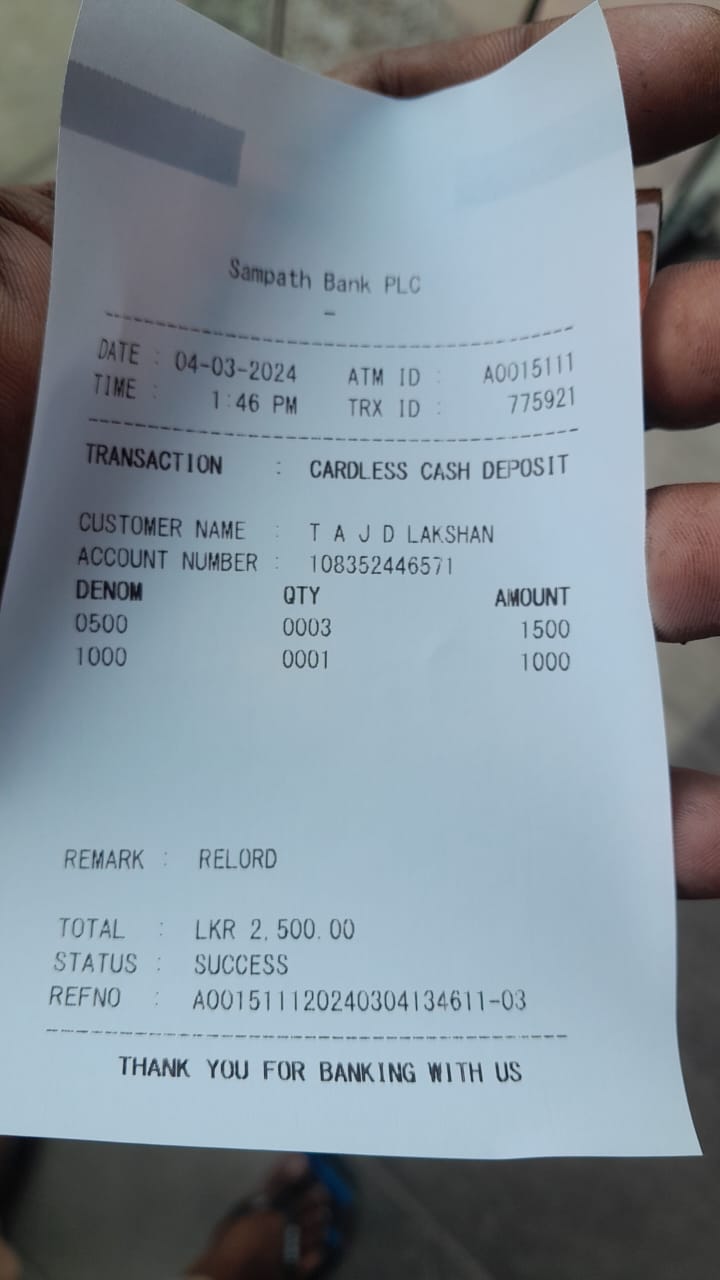 Sampath Bank PLC
-
DATE : 04-03-2024 ATM ID : A0015111
TIME : 1:46 PM TRX ID : 775921
TRANSACTION : CARDLESS CASH DEPOSIT
CUSTOMER NAME : T A J D LAKSHAN
ACCOUNT NUMBER : 108352446571
DENOM QTY AMOUNT
0500 0003 1500
1000 0001 1000
REMARK : RELORD
TOTAL : LKR 2,500.00
STATUS : SUCCESS
REFNO : A001511120240304134611-03
THANK YOU FOR BANKING WITH US